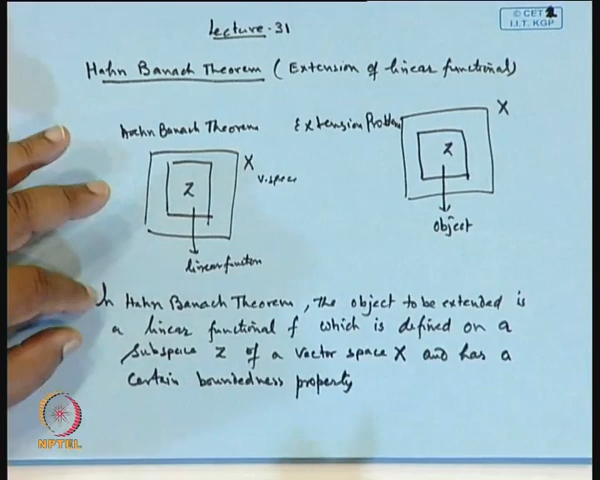 Lecture-31
© CET
I.I.T. KGP
Hahn Banach Theorem (Extension of linear functional)
Hahn Banach Theorem
Extension Problem
X
Z
X
v.space
Z
linear function
object
In Hahn Banach Theorem, the object to be extended is
a linear functional f which is defined on a
Subspace Z of a vector space X and has a
certain boundedness property
NPTEL